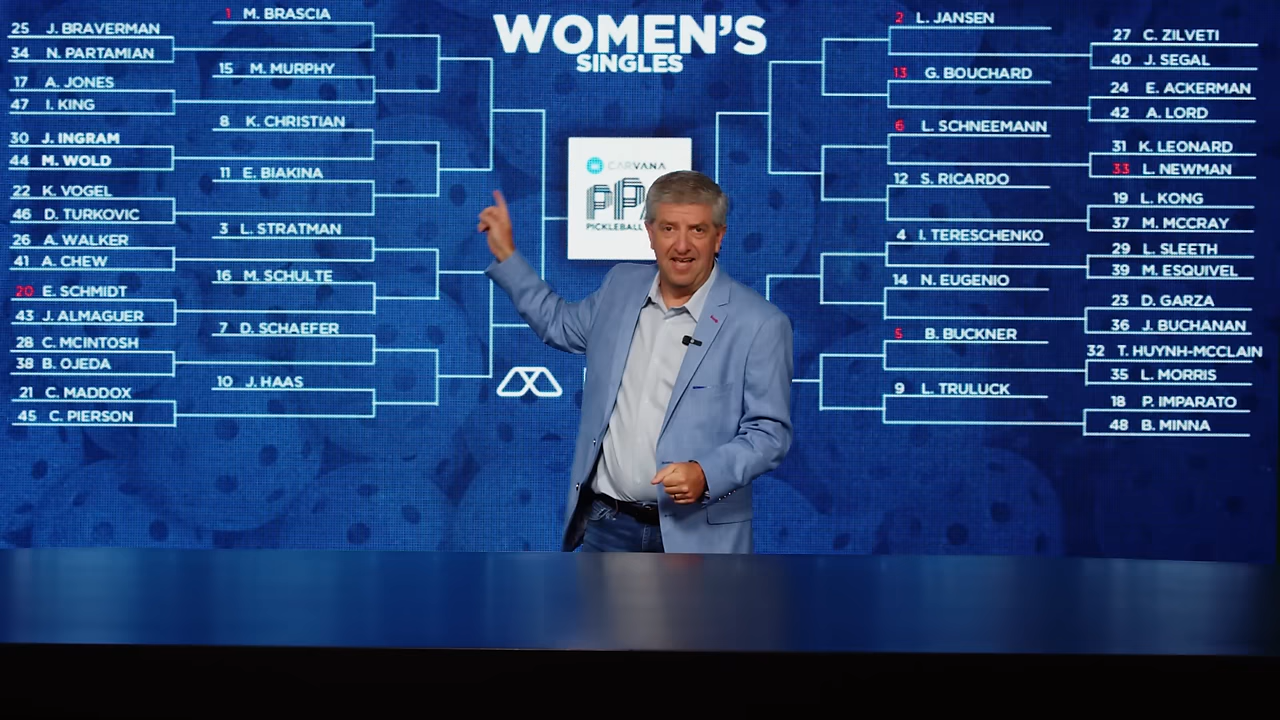 WOMEN'S
SINGLES
25 J. BRAVERMAN
34 N. PARTAMIAN
17 A. JONES
47 I. KING
30 J. INGRAM
44 M. WOLD
22 K. VOGEL
46 D. TURKOVIC
26 A. WALKER
41 A. CHEW
20 E. SCHMIDT
43 J. ALMAGUER
28 C. MCINTOSH
38 B. OJEDA
21 C. MADDOX
45 C. PIERSON
1 M. BRASCIA
15 M. MURPHY
8 K. CHRISTIAN
11 E. BIAKINA
3 L. STRATMAN
16 M. SCHULTE
7 D. SCHAEFER
10 J. HAAS
CARVANA
PPA
PICKLEBALL
2 L. JANSEN
13 G. BOUCHARD
6 L. SCHNEEMANN
12 S. RICARDO
4 I. TERESCHENKO
14 N. EUGENIO
5 B. BUCKNER
9 L. TRULUCK
27 C. ZILVETI
40 J. SEGAL
24 E. ACKERMAN
42 A. LORD
31 K. LEONARD
33 L. NEWMAN
19 L. KONG
37 M. MCCRAY
29 L. SLEETH
39 M. ESQUIVEL
23 D. GARZA
36 J. BUCHANAN
32 T. HUYNH-MCCLAIN
35 L. MORRIS
18 P. IMPARATO
48 B. MINNA